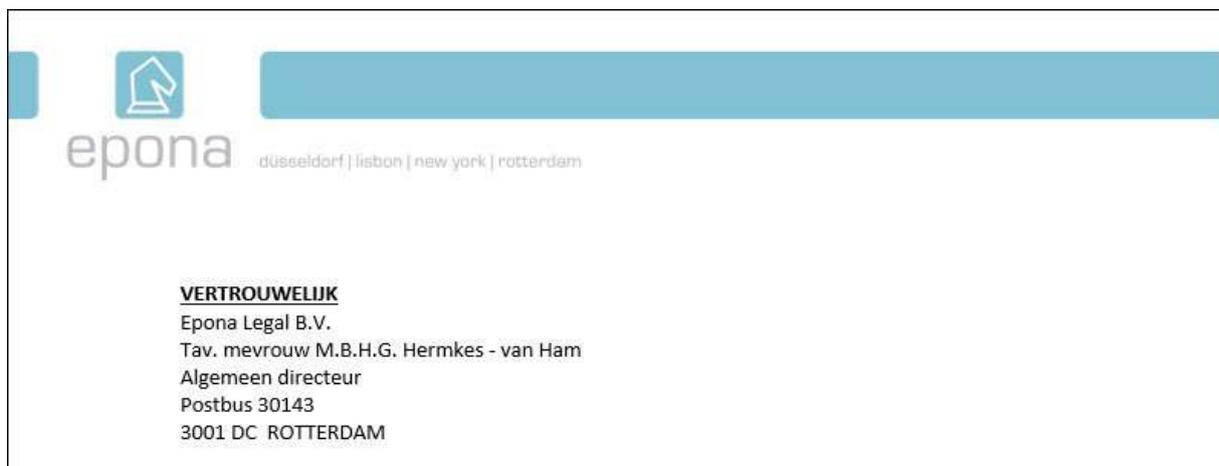 epona
düsseldorf | lisbon | new york | rotterdam
VERTROUWELIJK
Epona Legal B.V.
Tav. mevrouw M.B.H.G. Hermkes - van Ham
Algemeen directeur
Postbus 30143
3001 DC  ROTTERDAM